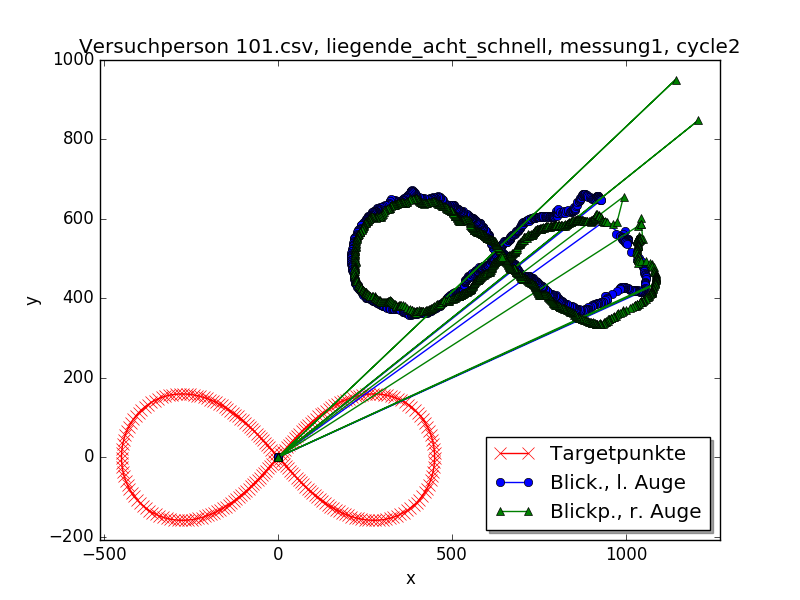 Versuchperson 101.csv, liegende_acht_schnell, messung1, cycle2
1000
800
600
400
200
0
−200
y
−500 0 500 1000
x
Targetpunkte
Blick., l. Auge
Blickp., r. Auge